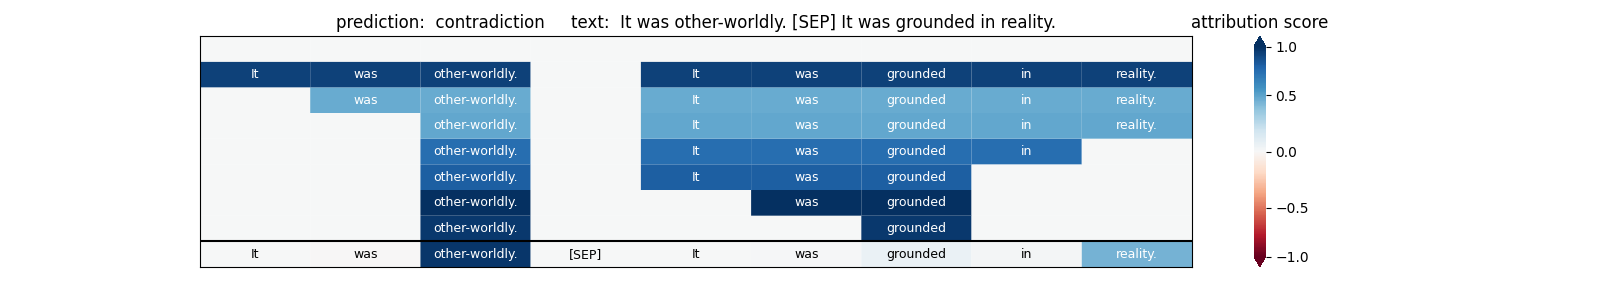 prediction: contradiction text: It was other-worldly. [SEP] It was grounded in reality. attribution score
It was other-worldly. It was grounded in reality. 1.0
was other-worldly. It was grounded in reality. 0.5
other-worldly. It was grounded in reality.
other-worldly. It was grounded in 0.0
other-worldly. It was grounded
other-worldly. was grounded −0.5
other-worldly. grounded
It was other-worldly. [SEP] It was grounded in reality. −1.0